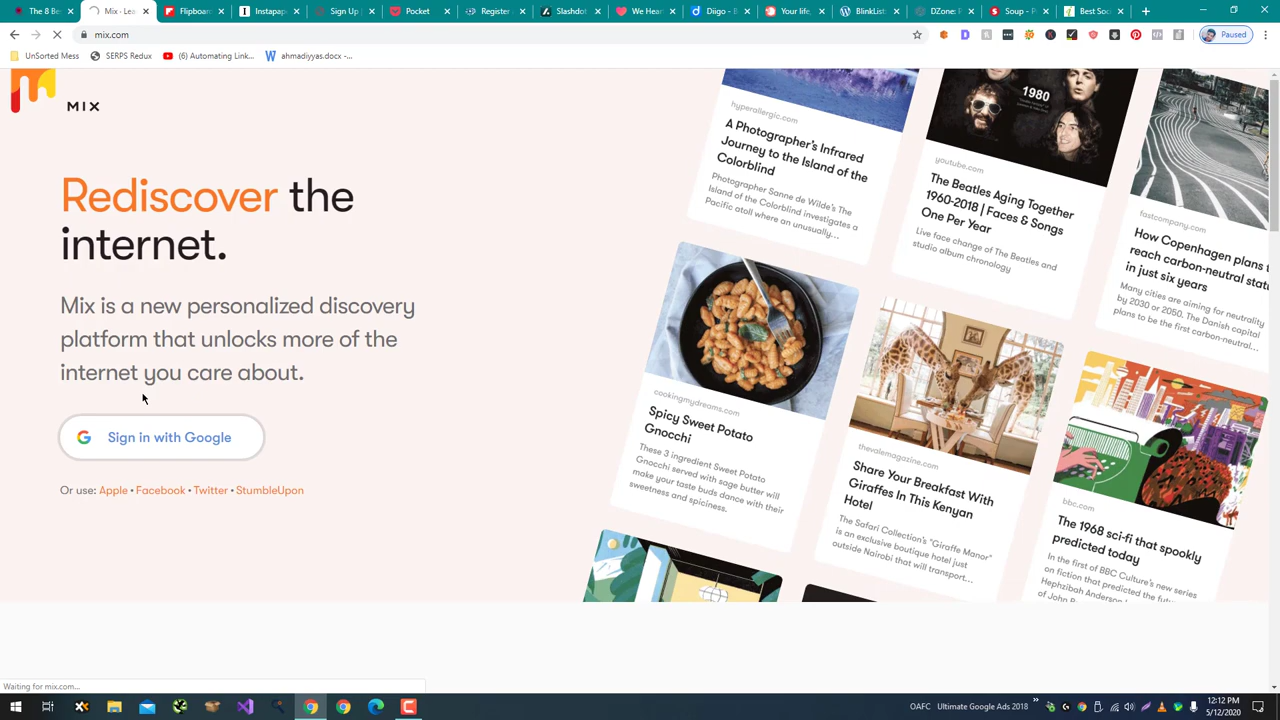 The 8 Be
Mix - Lea
Flipboard
Instapap
Sign Up |
Pocket
Register
Slashdot
We Hear
Diigo - B
Your life,
BlinkList
DZone: P
Soup - P
Best Soci
mix.com
Paused
UnSorted Mess
SERPS Redux
(6) Automating Link...
ahmadiyyas.docx -...
MIX
Rediscover the
internet.
Mix is a new personalized discovery
platform that unlocks more of the
internet you care about.
Sign in with Google
Or use: Apple • Facebook • Twitter • StumbleUpon
hyperallergic.com
A Photographer's Infrared
Journey to the Island of the
Colorblind
Photographer Sanne de Wilde's The
Island of the Colorblind investigates a
Pacific atoll where an unusually...
1980
youtube.com
The Beatles Aging Together
1960-2018 | Faces & Songs
One Per Year
Live face change of The Beatles and
studio album chronology
fastcompany.com
How Copenhagen plans t
reach carbon-neutral statu
in just six years
Many cities are aiming for neutrality
by 2030 or 2050. The Danish capital
plans to be the first carbon-neutral...
cookingmydreams.com
Spicy Sweet Potato
Gnocchi
These 3 ingredient Sweet Potato
Gnocchi served with sage butter will
make your taste buds dance with their
sweetness and spiciness.
thevalemagazine.com
Share Your Breakfast With
Giraffes In This Kenyan
Hotel
The Safari Collection's "Giraffe Manor"
is an exclusive boutique hotel just
outside Nairobi that will transport...
bbc.com
The 1968 sci-fi that spookly
predicted today
In the first of BBC Culture's new series
on fiction that predicted the futu
Hephzibah Anderson
of John B
Waiting for mix.com...
OAFC
Ultimate Google Ads 2018
12:12 PM
5/12/2020